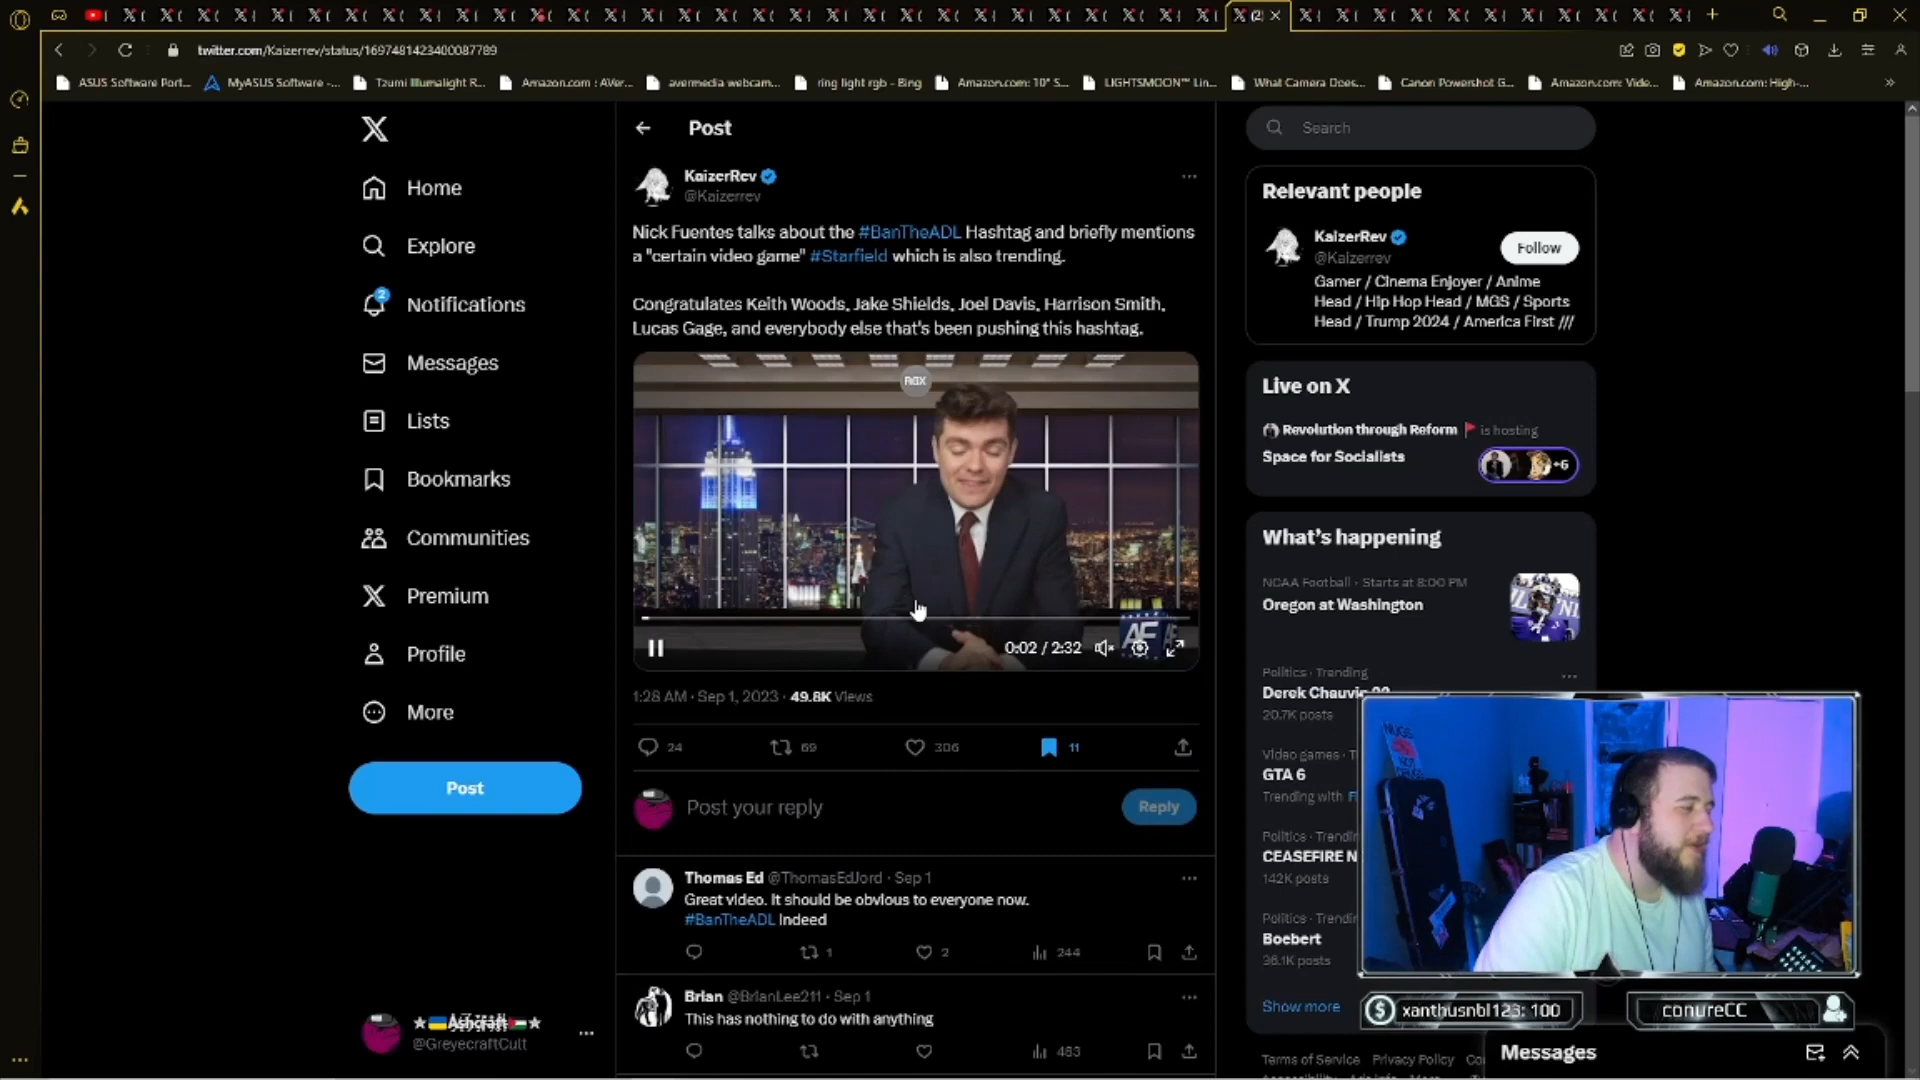 X (
(2)
twitter.com/Kaizerrev/status/1697481423400087789
ASUS Software Port...
MyASUS Software -...
Tzumi Illumalight R...
Amazon.com : AVer...
avermedia webcam...
ring light rgb - Bing
Amazon.com: 10" S...
LIGHTSMOON™ Lin...
What Camera Does...
Canon Powershot G...
Amazon.com: Vide...
Amazon.com: High-...
Home
Explore
2
Notifications
Messages
Lists
Bookmarks
Communities
Premium
Profile
More
Post
@GreyecraftCult
Post
KaizerRev
@Kaizerrev
Nick Fuentes talks about the #BanTheADL Hashtag and briefly mentions
a "certain video game" #Starfield which is also trending.
Congratulates Keith Woods, Jake Shields, Joel Davis, Harrison Smith,
Lucas Gage, and everybody else that's been pushing this hashtag.
AF
0:02 / 2:32
1:28 AM · Sep 1, 2023 · 49.8K Views
24 69 306 11
Post your reply
Reply
Thomas Ed @ThomasEdJord · Sep 1
Great video. It should be obvious to everyone now.
#BanTheADL Indeed
1 2 244
Brian @BrianLee211 · Sep 1
This has nothing to do with anything
483
Search
Relevant people
KaizerRev
@Kaizerrev
Follow
Gamer / Cinema Enjoyer / Anime
Head / Hip Hop Head / MGS / Sports
Head / Trump 2024 / America First ///
Live on X
Revolution through Reform is hosting
Space for Socialists
+6
What's happening
NCAA Football · Starts at 8:00 PM
Oregon at Washington
Politics · Trending
Derek Chauvin
20.7K posts
Video games · T
GTA 6
Trending with
Politics · Trendin
CEASEFIRE N
142K posts
Politics · Trendin
Boebert
36.1K posts
Show more
Terms of Service Privacy Policy Co
xanthusnbl123: 100
conureCC
Messages